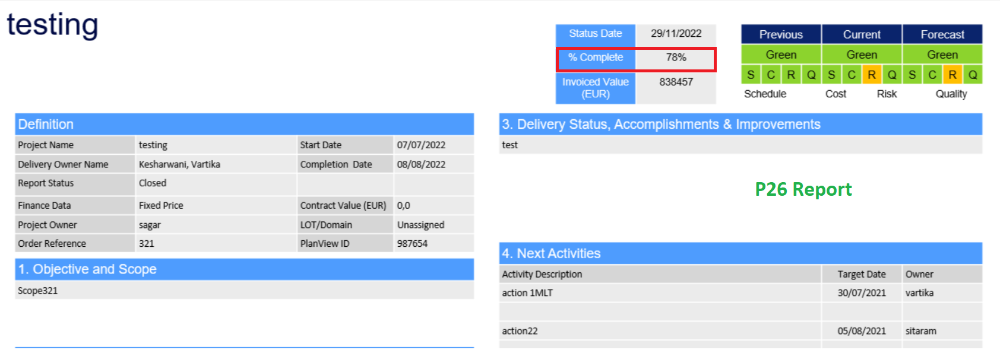 testing
Status Date 29/11/2022
% Complete 78%
Invoiced Value (EUR) 838457
Previous Current Forecast
Green Green Green
S C R Q S C R Q S C R Q
Schedule Cost Risk Quality
Definition
Project Name testing Start Date 07/07/2022
Delivery Owner Name Kesharwani, Vartika Completion Date 08/08/2022
Report Status Closed
Finance Data Fixed Price Contract Value (EUR) 0,0
Project Owner sagar LOT/Domain Unassigned
Order Reference 321 PlanView ID 987654
1. Objective and Scope
Scope321
3. Delivery Status, Accomplishments & Improvements
test
P26 Report
4. Next Activities
Activity Description Target Date Owner
action 1MLT 30/07/2021 vartika
action22 05/08/2021 sitaram